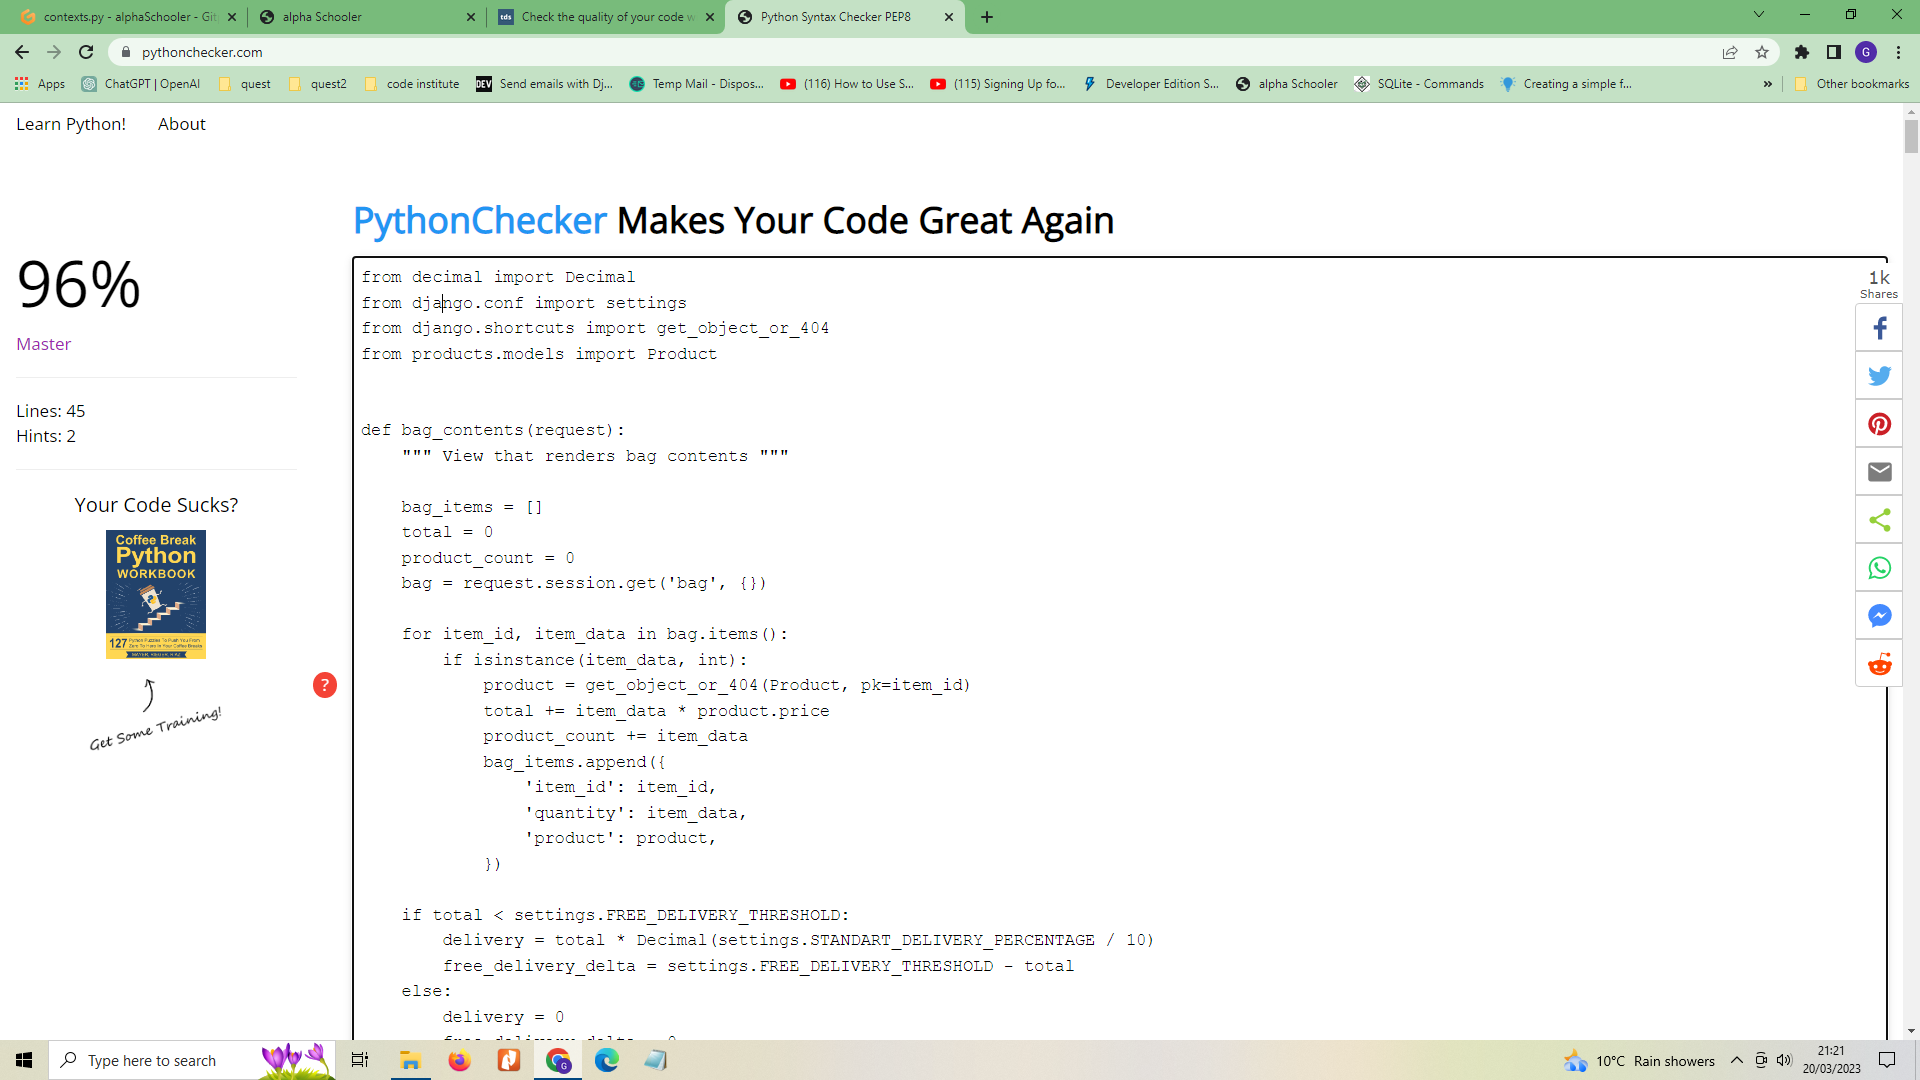 contexts.py - alphaSchooler - Git
alpha Schooler
Check the quality of your code w
Python Syntax Checker PEP8
pythonchecker.com
G
Apps
ChatGPT | OpenAI
quest
quest2
code institute
DEV Send emails with Dj...
Temp Mail - Dispos...
(116) How to Use S...
(115) Signing Up fo...
Developer Edition S...
alpha Schooler
SQLite - Commands
Creating a simple f...
»
Other bookmarks
Learn Python!
About
PythonChecker Makes Your Code Great Again
96%
Master
Lines: 45
Hints: 2
Your Code Sucks?
Coffee Break
Python
WORKBOOK
127
Get Some Training!
?
from decimal import Decimal
from django.conf import settings
from django.shortcuts import get_object_or_404
from products.models import Product
def bag_contents(request):
""" View that renders bag contents """
bag_items = []
total = 0
product_count = 0
bag = request.session.get('bag', {})
for item_id, item_data in bag.items():
if isinstance(item_data, int):
product = get_object_or_404(Product, pk=item_id)
total += item_data * product.price
product_count += item_data
bag_items.append({
'item_id': item_id,
'quantity': item_data,
'product': product,
})
if total < settings.FREE_DELIVERY_THRESHOLD:
delivery = total * Decimal(settings.STANDART_DELIVERY_PERCENTAGE / 10)
free_delivery_delta = settings.FREE_DELIVERY_THRESHOLD - total
else:
delivery = 0
1k
Shares
Type here to search
10°C Rain showers
21:21
20/03/2023